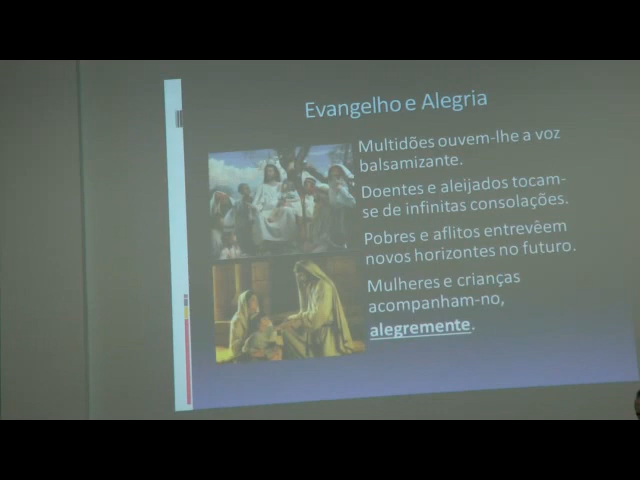 Evangelho e Alegria
Multidões ouvem-lhe a voz
balsamizante.
Doentes e aleijados tocam-
se de infinitas consolações.
Pobres e aflitos entrevêem
novos horizontes no futuro.
Mulheres e crianças
acompanham-no,
alegremente.